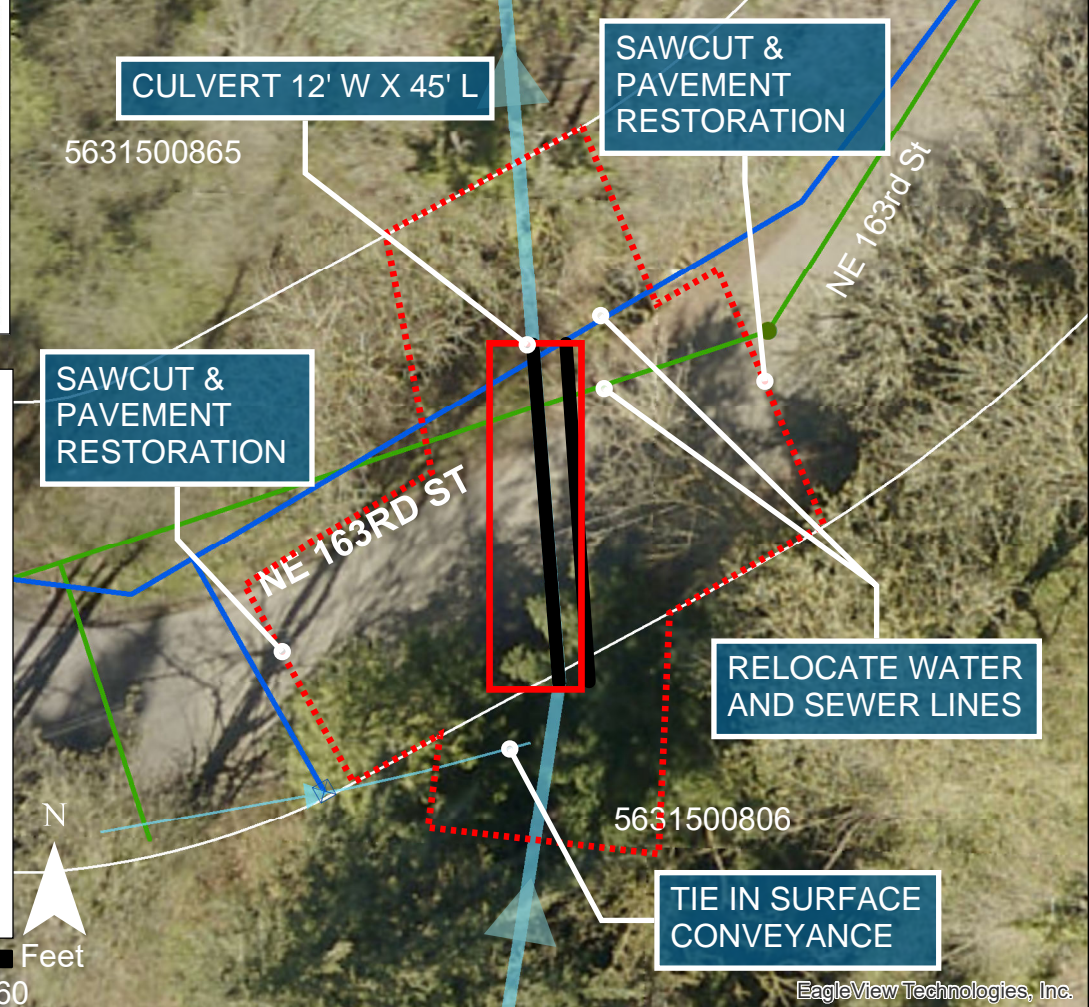 CULVERT 12' W X 45' L
SAWCUT &
PAVEMENT
RESTORATION
5631500865
NE 163rd St
SAWCUT &
PAVEMENT
RESTORATION
NE 163RD ST
RELOCATE WATER
AND SEWER LINES
N
5631500806
TIE IN SURFACE
CONVEYANCE
Feet
60
EagleView Technologies, Inc.